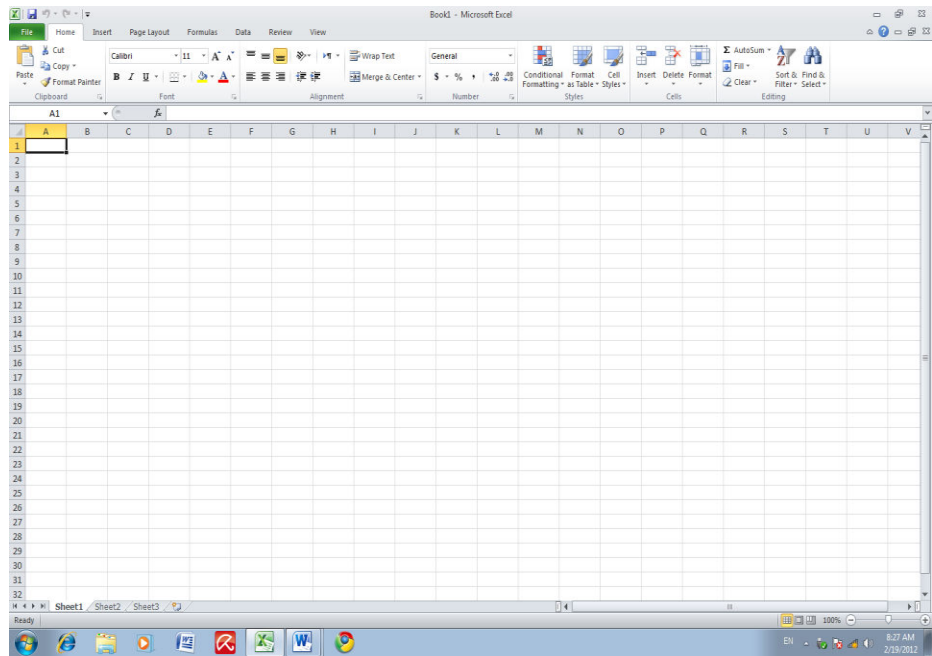 Book1 - Microsoft Excel
File Home Insert Page Layout Formulas Data Review View
Paste
Cut
Copy
Format Painter
Clipboard
Calibri 11
B I U
Font
Wrap Text
Merge & Center
Alignment
General
$ % ,
Number
Conditional Formatting
Format as Table
Cell Styles
Styles
Insert Delete Format
Cells
Σ AutoSum
Fill
Clear
Sort & Filter
Find & Select
Editing
A1 fx
A B C D E F G H I J K L M N O P Q R S T U V
1
2
3
4
5
6
7
8
9
10
11
12
13
14
15
16
17
18
19
20
21
22
23
24
25
26
27
28
29
30
31
32
Sheet1 Sheet2 Sheet3
Ready 100%
EN 8:27 AM
2/19/2012